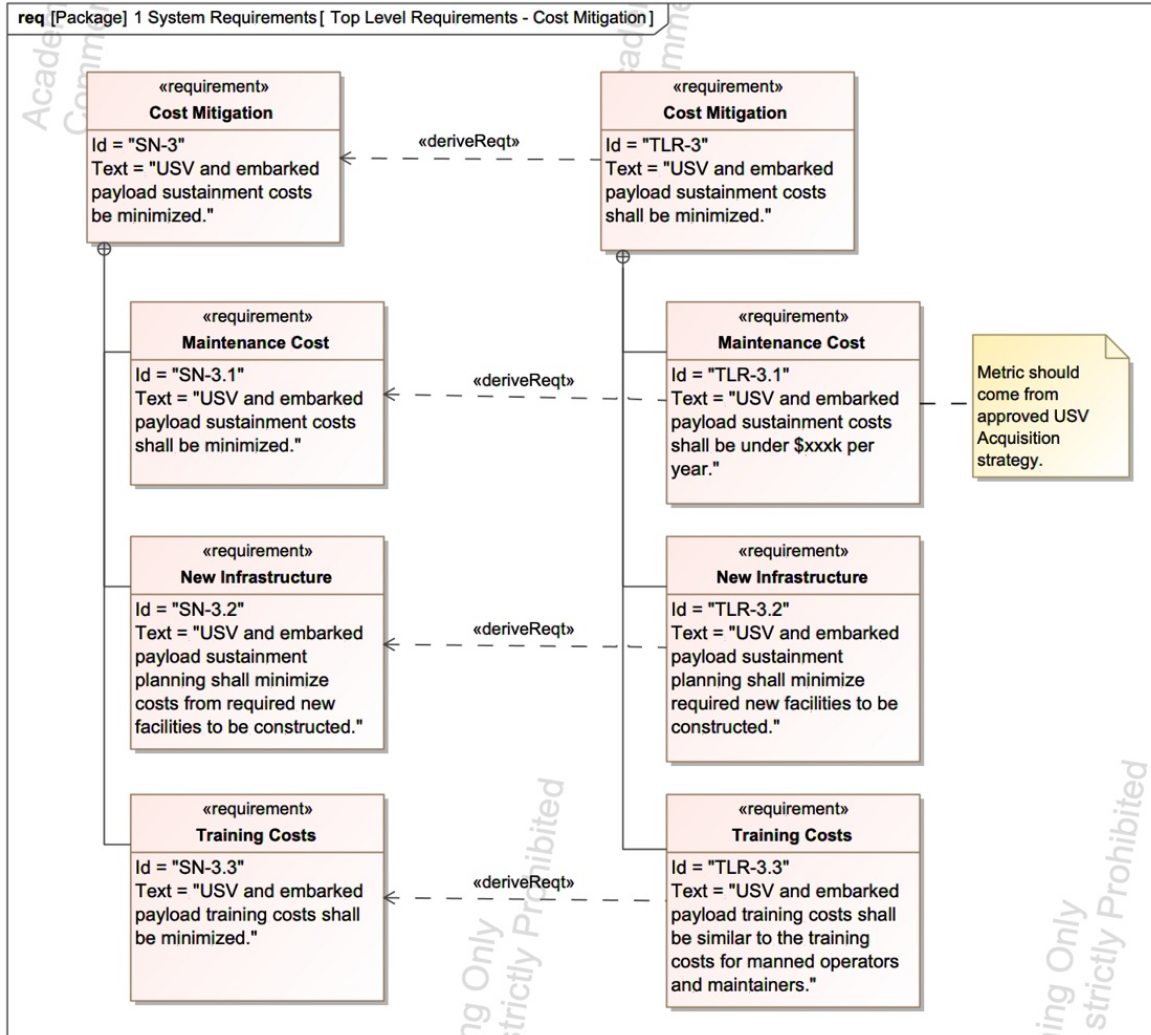 req [Package] 1 System Requirements [ Top Level Requirements - Cost Mitigation ]
«requirement»
Cost Mitigation
Id = "SN-3"
Text = "USV and embarked
payload sustainment costs
be minimized."
«deriveReqt»
«requirement»
Cost Mitigation
Id = "TLR-3"
Text = "USV and embarked
payload sustainment costs
shall be minimized."
«requirement»
Maintenance Cost
Id = "SN-3.1"
Text = "USV and embarked
payload sustainment costs
shall be minimized."
«deriveReqt»
«requirement»
Maintenance Cost
Id = "TLR-3.1"
Text = "USV and embarked
payload sustainment costs
shall be under $xxxk per
year."
Metric should
come from
approved USV
Acquisition
strategy.
«requirement»
New Infrastructure
Id = "SN-3.2"
Text = "USV and embarked
payload sustainment
planning shall minimize
costs from required new
facilities to be constructed."
«deriveReqt»
«requirement»
New Infrastructure
Id = "TLR-3.2"
Text = "USV and embarked
payload sustainment
planning shall minimize
required new facilities to be
constructed."
«requirement»
Training Costs
Id = "SN-3.3"
Text = "USV and embarked
payload training costs shall
be minimized."
«deriveReqt»
«requirement»
Training Costs
Id = "TLR-3.3"
Text = "USV and embarked
payload training costs shall
be similar to the training
costs for manned operators
and maintainers."
Only
Prohibited
Only
strictly Prohibited